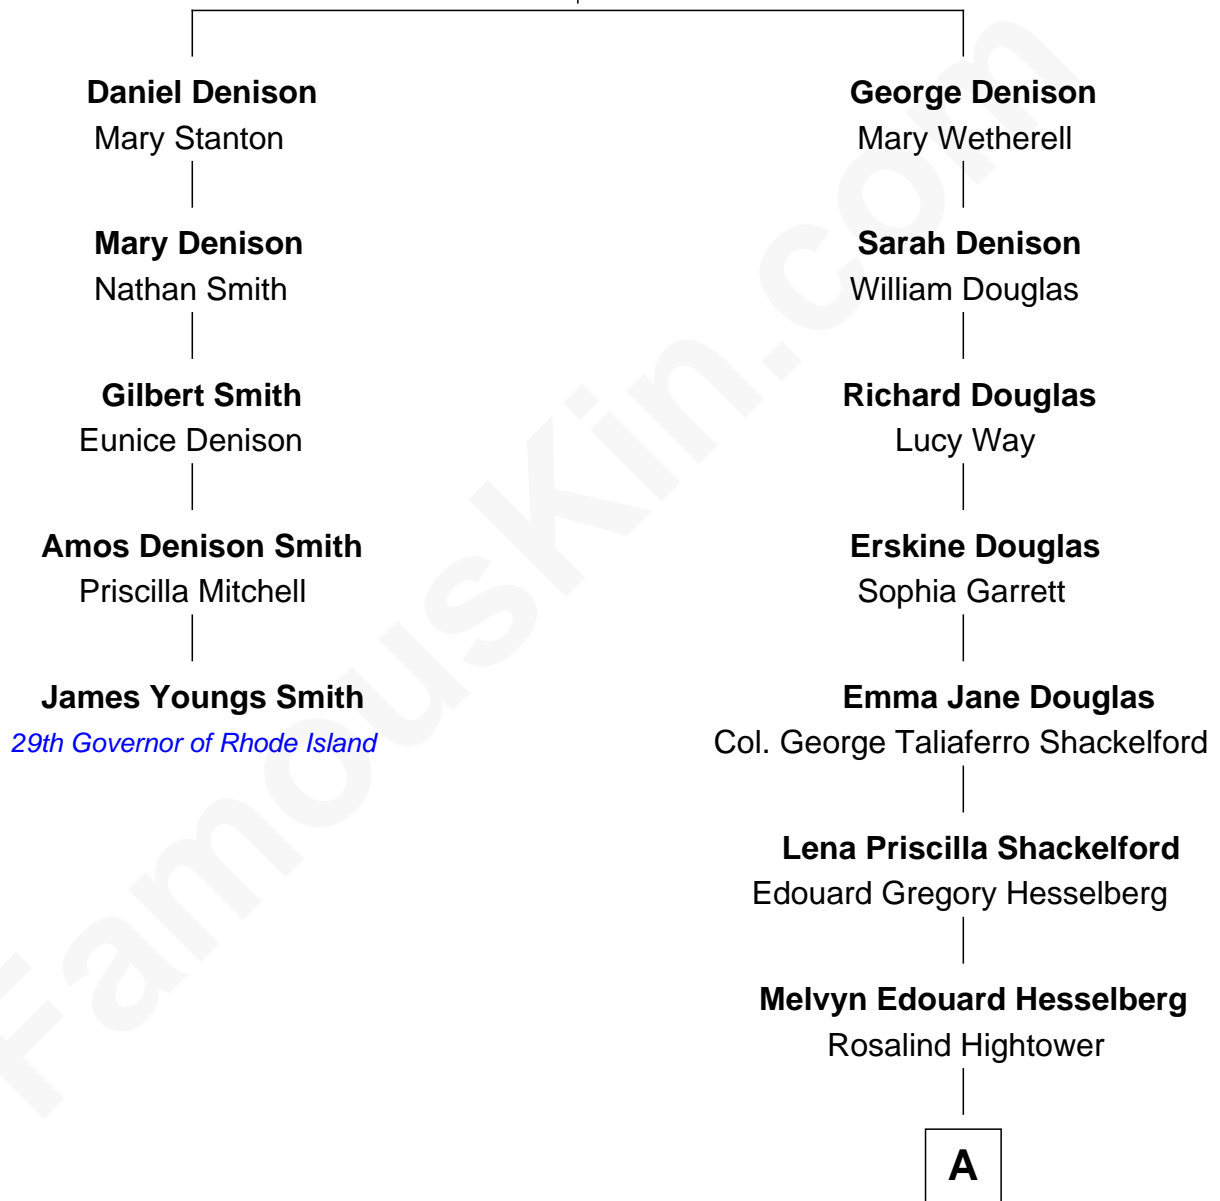 Daniel Denison
Mary Stanton
Mary Denison
Nathan Smith
Gilbert Smith
Eunice Denison
Amos Denison Smith
Priscilla Mitchell
James Youngs Smith
29th Governor of Rhode Island
George Denison
Mary Wetherell
Sarah Denison
William Douglas
Richard Douglas
Lucy Way
Erskine Douglas
Sophia Garrett
Emma Jane Douglas
Col. George Taliaferro Shackelford
Lena Priscilla Shackelford
Edouard Gregory Hesselberg
Melvyn Edouard Hesselberg
Rosalind Hightower
A
FamousKin.com